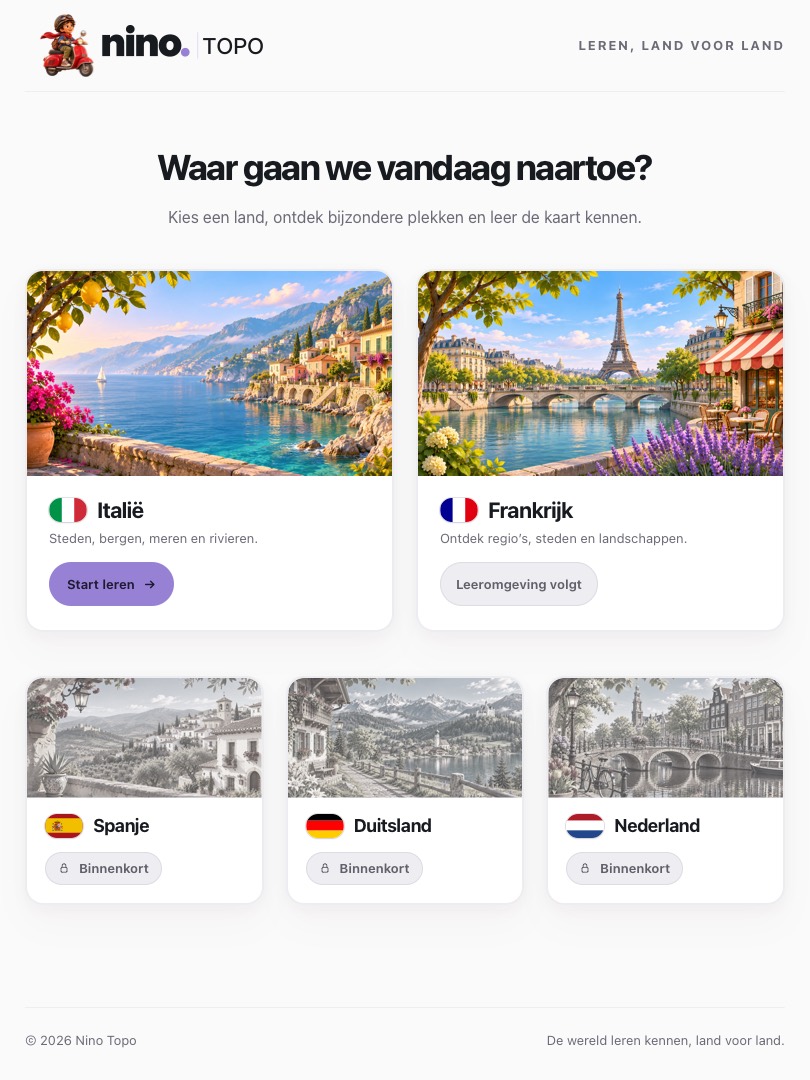 nino. TOPO
LEREN, LAND VOOR LAND
Waar gaan we vandaag naartoe?
Kies een land, ontdek bijzondere plekken en leer de kaart kennen.
Italië
Steden, bergen, meren en rivieren.
Start leren →
Frankrijk
Ontdek regio’s, steden en landschappen.
Leeromgeving volgt
Spanje
Binnenkort
Duitsland
Binnenkort
Nederland
Binnenkort
© 2026 Nino Topo
De wereld leren kennen, land voor land.